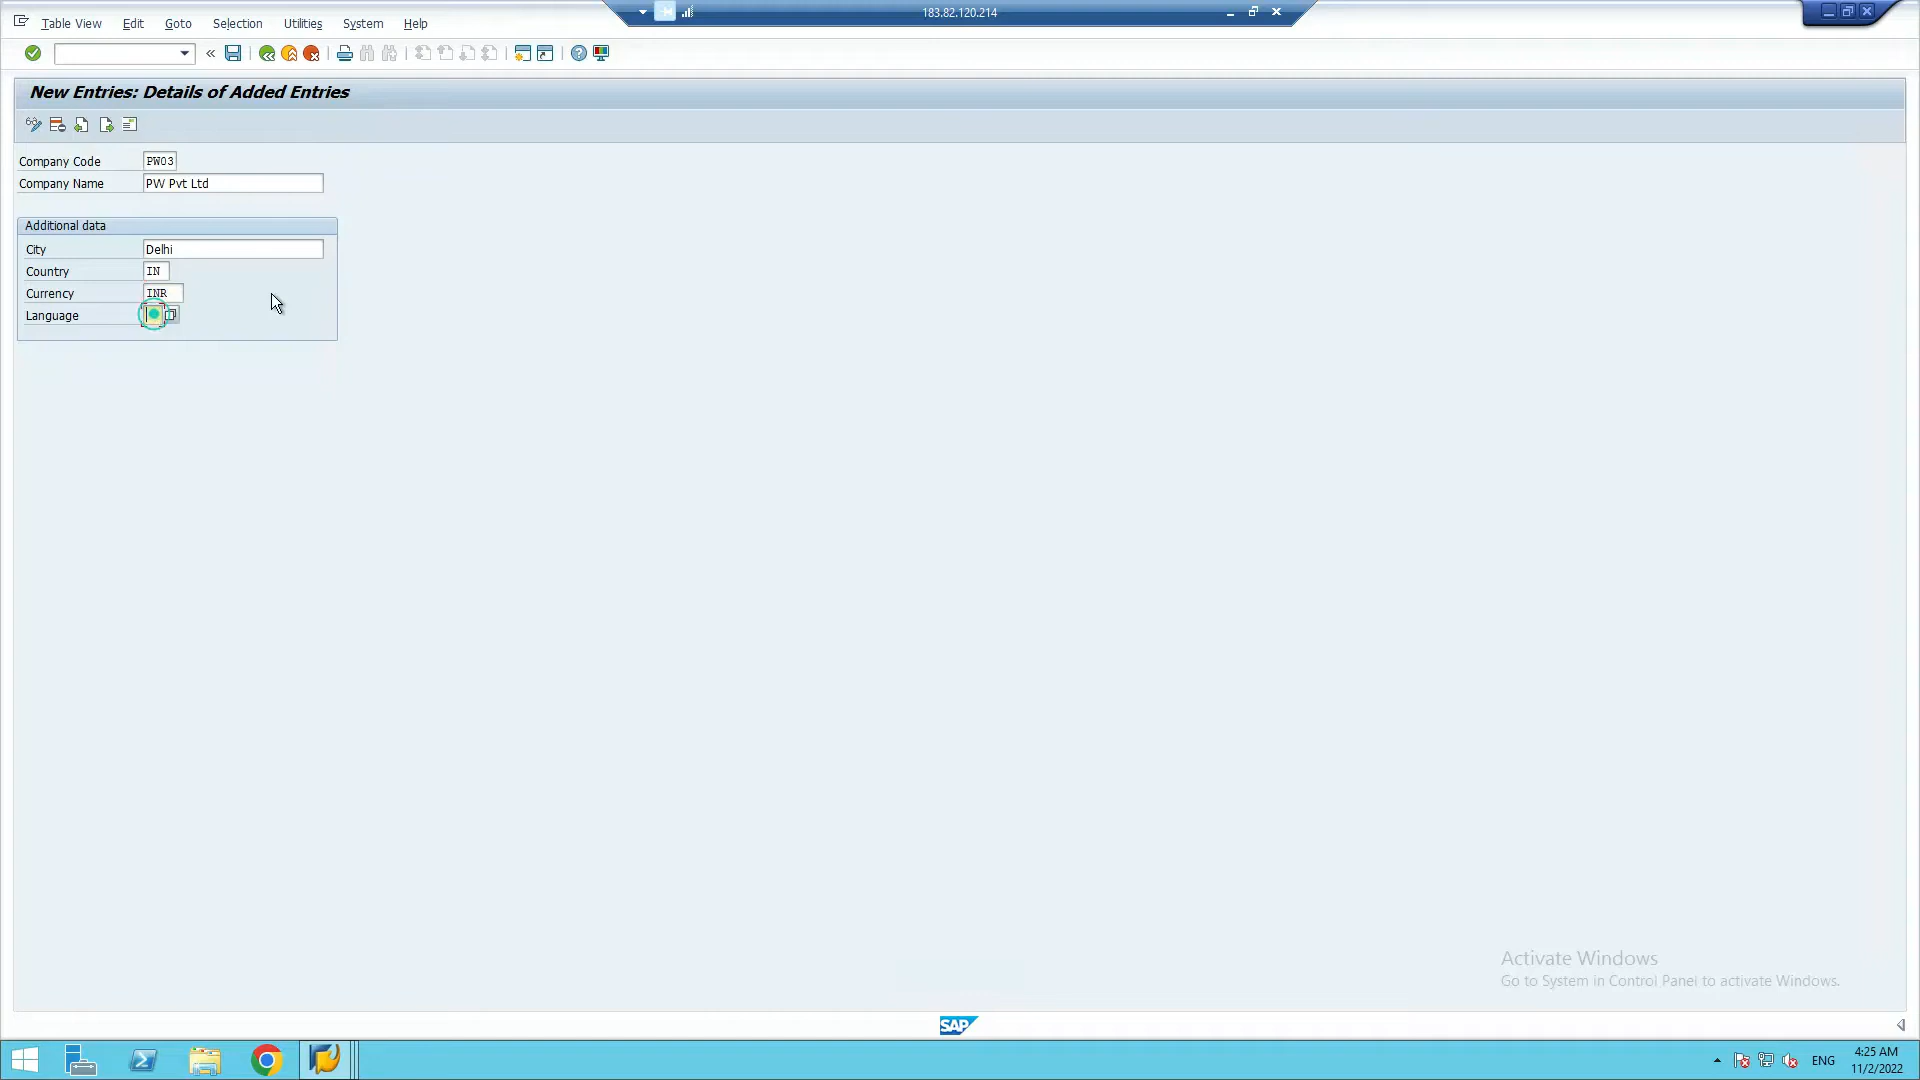 Table View Edit Goto Selection Utilities System Help
183.82.120.214
New Entries: Details of Added Entries
Company Code PW03
Company Name PW Pvt Ltd
Additional data
City Delhi
Country IN
Currency INR
Language
Activate Windows
Go to System in Control Panel to activate Windows.
SAP
ENG
4:25 AM
11/2/2022